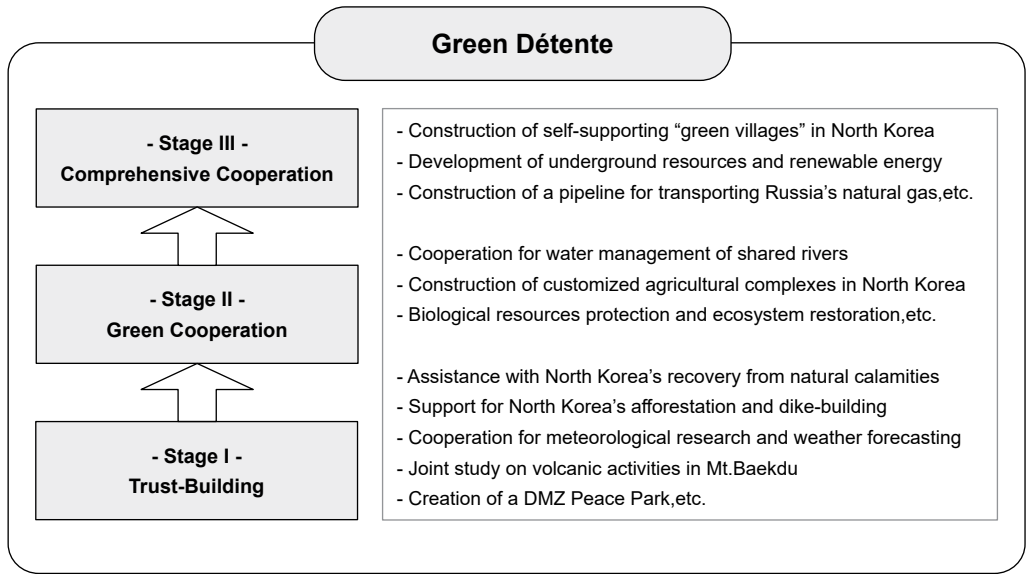 Green Détente
- Stage III -
Comprehensive Cooperation
- Construction of self-supporting “green villages” in North Korea
- Development of underground resources and renewable energy
- Construction of a pipeline for transporting Russia’s natural gas,etc.
- Stage II -
Green Cooperation
- Cooperation for water management of shared rivers
- Construction of customized agricultural complexes in North Korea
- Biological resources protection and ecosystem restoration,etc.
- Stage I -
Trust-Building
- Assistance with North Korea’s recovery from natural calamities
- Support for North Korea’s afforestation and dike-building
- Cooperation for meteorological research and weather forecasting
- Joint study on volcanic activities in Mt.Baekdu
- Creation of a DMZ Peace Park,etc.